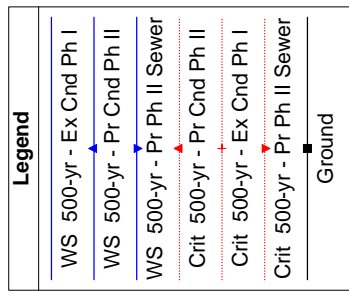 Legend
WS 500-yr - Ex Cnd Ph I
WS 500-yr - Pr Cnd Ph II
WS 500-yr - Pr Ph II Sewer
Crit 500-yr - Pr Cnd Ph II
Crit 500-yr - Ex Cnd Ph I
Crit 500-yr - Pr Ph II Sewer
Ground